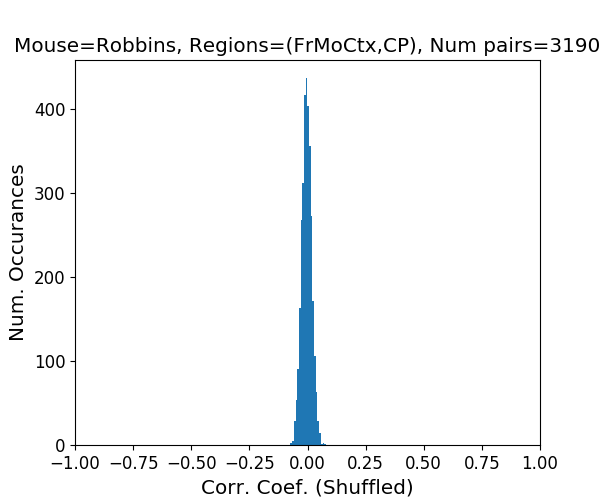 Mouse=Robbins, Regions=(FrMoCtx,CP), Num pairs=3190
400
300
200
100
0
Num. Occurances
−1.00 −0.75 −0.50 −0.25 0.00 0.25 0.50 0.75 1.00
Corr. Coef. (Shuffled)